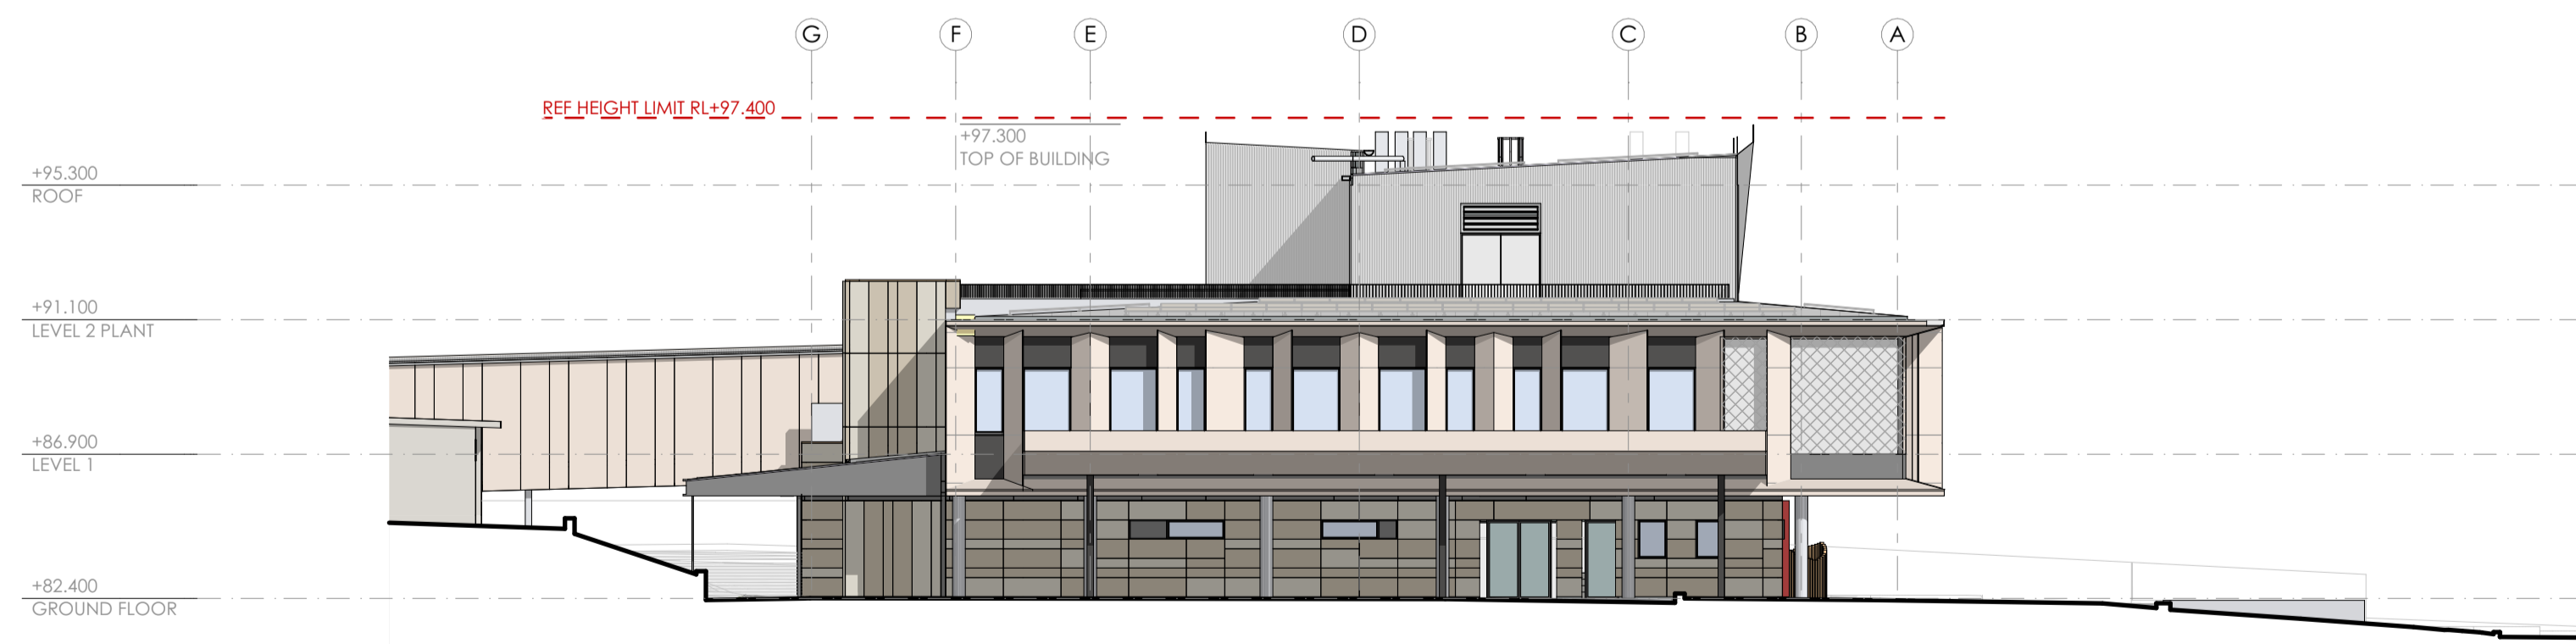 G F E D C B A
REF HEIGHT LIMIT RL+97.400
+97.300
TOP OF BUILDING
+95.300
ROOF
+91.100
LEVEL 2 PLANT
+86.900
LEVEL 1
+82.400
GROUND FLOOR